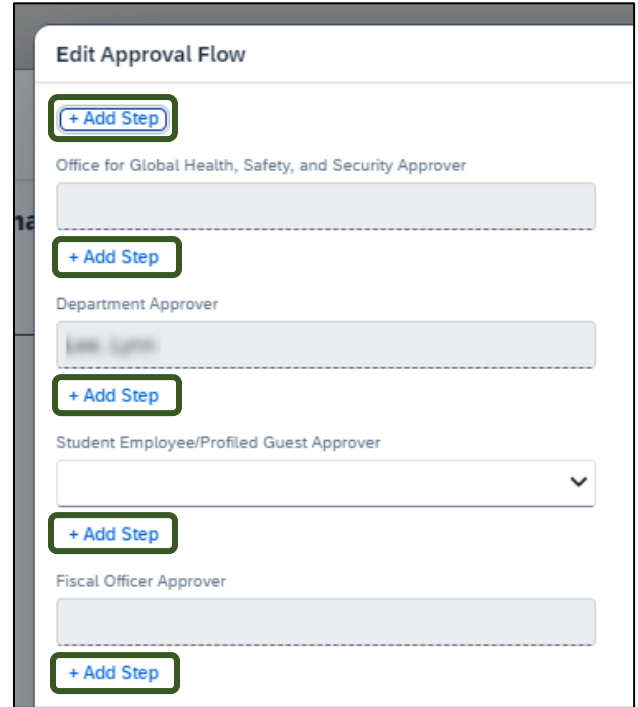 Edit Approval Flow
+ Add Step
Office for Global Health, Safety, and Security Approver
+ Add Step
Department Approver
+ Add Step
Student Employee/Profiled Guest Approver
+ Add Step
Fiscal Officer Approver
+ Add Step